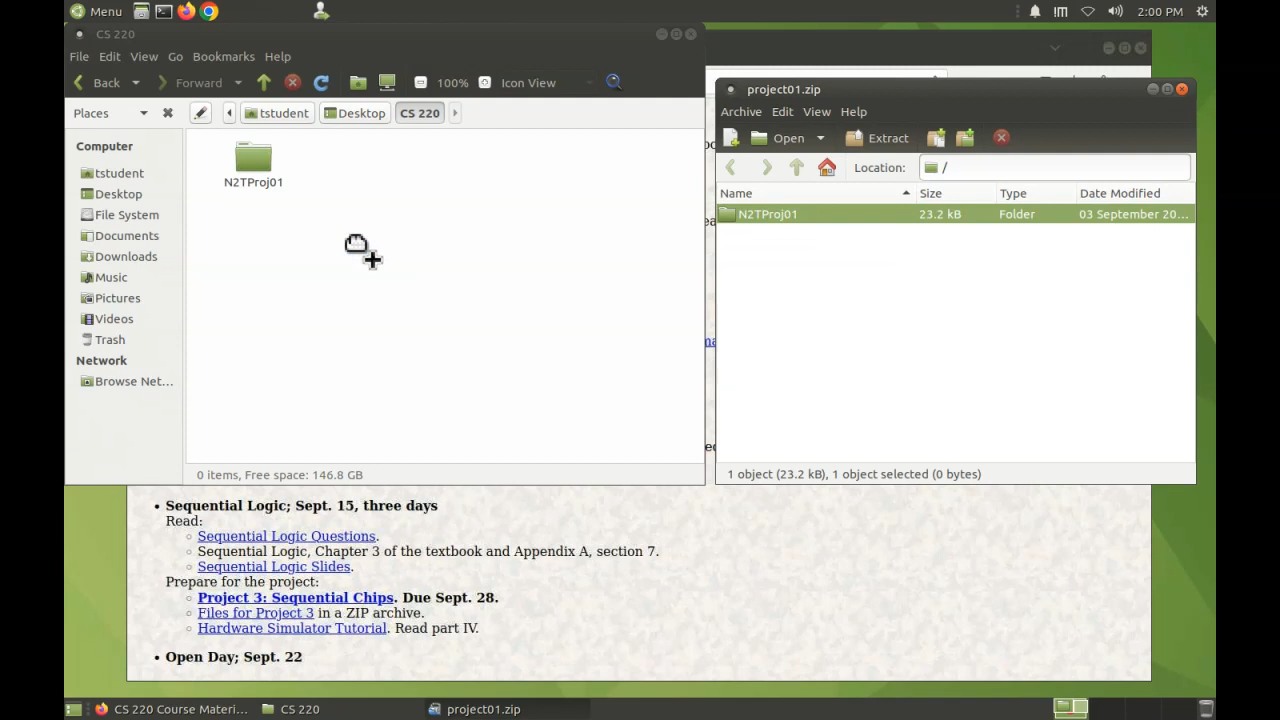 Menu
2:00 PM
CS 220
File Edit View Go Bookmarks Help
Back Forward 100% Icon View
Places tstudent Desktop CS 220
Computer
tstudent
Desktop
File System
Documents
Downloads
Music
Pictures
Videos
Trash
Network
Browse Net...
N2TProj01
0 items, Free space: 146.8 GB
project01.zip
Archive Edit View Help
Open Extract
Location: /
Name Size Type Date Modified
N2TProj01 23.2 kB Folder 03 September 20...
1 object (23.2 kB), 1 object selected (0 bytes)
• Sequential Logic; Sept. 15, three days
Read:
Sequential Logic Questions.
Sequential Logic, Chapter 3 of the textbook and Appendix A, section 7.
Sequential Logic Slides.
Prepare for the project:
Project 3: Sequential Chips. Due Sept. 28.
Files for Project 3 in a ZIP archive.
Hardware Simulator Tutorial. Read part IV.
• Open Day; Sept. 22
CS 220 Course Materi... CS 220 project01.zip